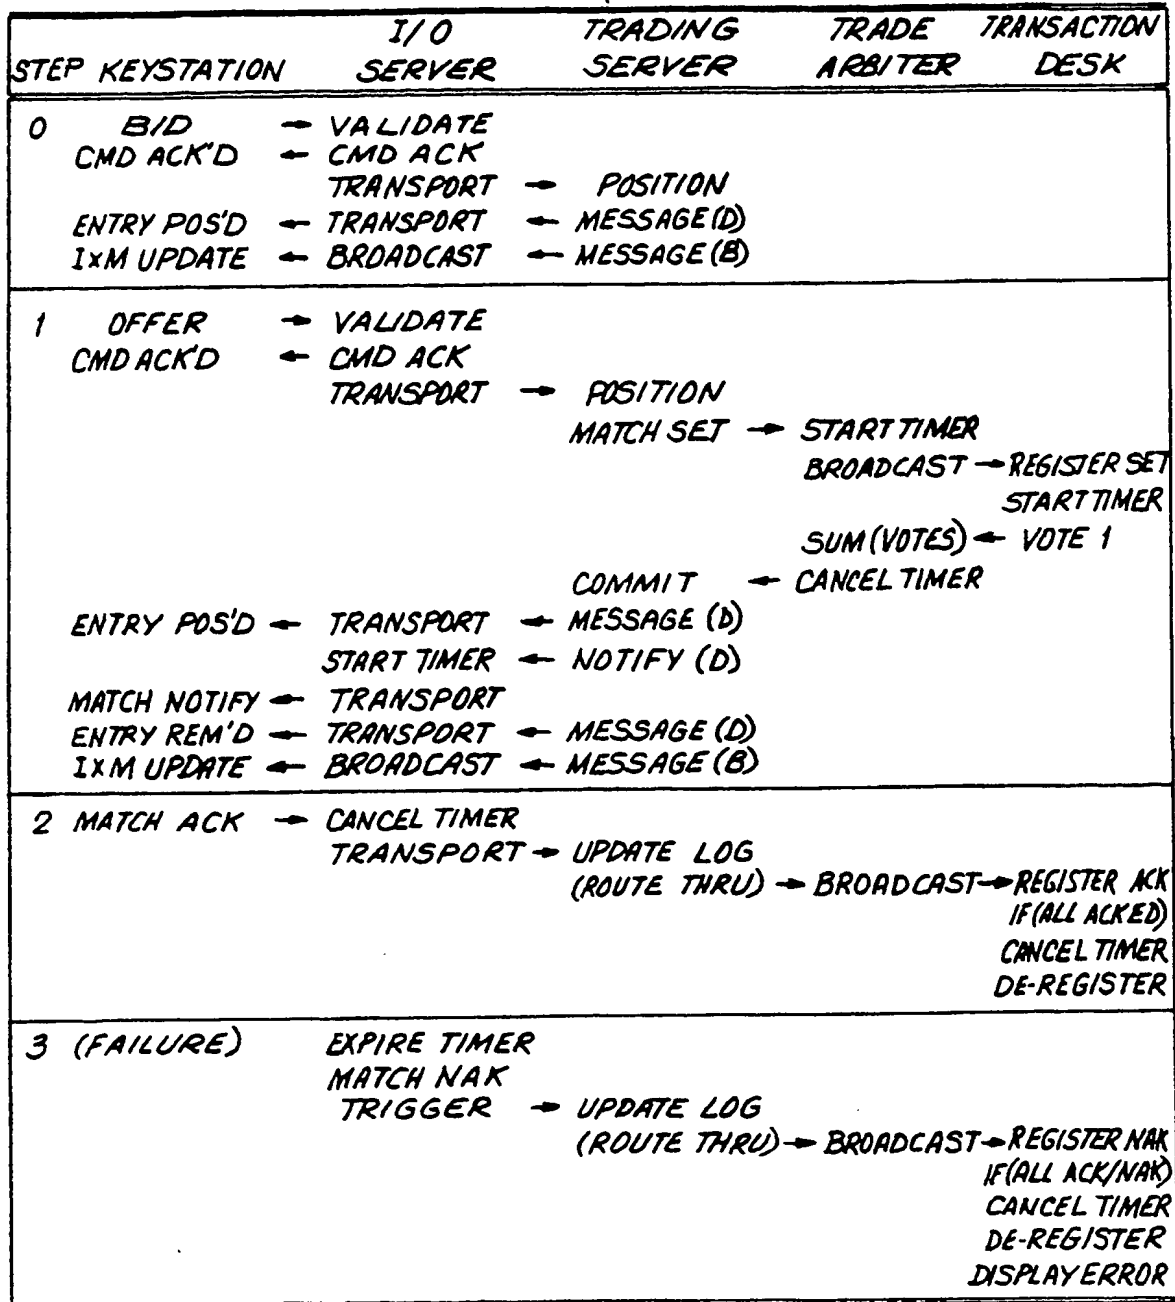 I/O TRADING TRADE TRANSACTION
STEP KEYSTATION SERVER SERVER ARBITER DESK
0 BID → VALIDATE
CMD ACK'D ← CMD ACK
TRANSPORT → POSITION
ENTRY POS'D ← TRANSPORT ← MESSAGE(D)
IxM UPDATE ← BROADCAST ← MESSAGE(B)
1 OFFER → VALIDATE
CMD ACK'D ← CMD ACK
TRANSPORT → POSITION
MATCH SET → START TIMER
BROADCAST → REGISTER SET
START TIMER
SUM(VOTES) ← VOTE 1
COMMIT ← CANCEL TIMER
ENTRY POS'D ← TRANSPORT ← MESSAGE (D)
START TIMER ← NOTIFY (D)
MATCH NOTIFY ← TRANSPORT
ENTRY REM'D ← TRANSPORT ← MESSAGE (D)
IXM UPDATE ← BROADCAST ← MESSAGE (B)
2 MATCH ACK → CANCEL TIMER
TRANSPORT → UPDATE LOG
(ROUTE THRU) → BROADCAST → REGISTER ACK
IF(ALL ACKED)
CANCEL TIMER
DE-REGISTER
3 (FAILURE) EXPIRE TIMER
MATCH NAK
TRIGGER → UPDATE LOG
(ROUTE THRU) → BROADCAST → REGISTER NAK
IF(ALL ACK/NAK)
CANCEL TIMER
DE-REGISTER
DISPLAY ERROR